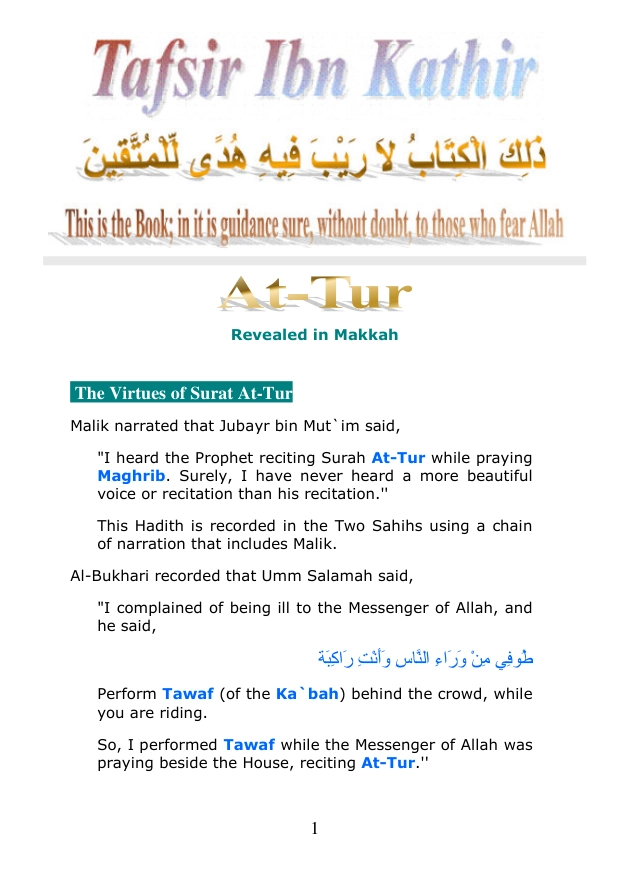 Tafsir Ibn Kathir
ذَلِكَ الْكِتَابُ لاَ رَيْبَ فِيهِ هُدًى لِّلْمُتَّقِينَ
This is the Book; in it is guidance sure, without doubt, to those who fear Allah
At-Tur
Revealed in Makkah
The Virtues of Surat At-Tur
Malik narrated that Jubayr bin Mut`im said,
"I heard the Prophet reciting Surah At-Tur while praying
Maghrib. Surely, I have never heard a more beautiful
voice or recitation than his recitation.''
This Hadith is recorded in the Two Sahihs using a chain
of narration that includes Malik.
Al-Bukhari recorded that Umm Salamah said,
"I complained of being ill to the Messenger of Allah, and
he said,
طُوفِي مِنْ وَرَاءِ النَّاسِ وَأَنْتِ رَاكِبَة
Perform Tawaf (of the Ka`bah) behind the crowd, while
you are riding.
So, I performed Tawaf while the Messenger of Allah was
praying beside the House, reciting At-Tur.''
1